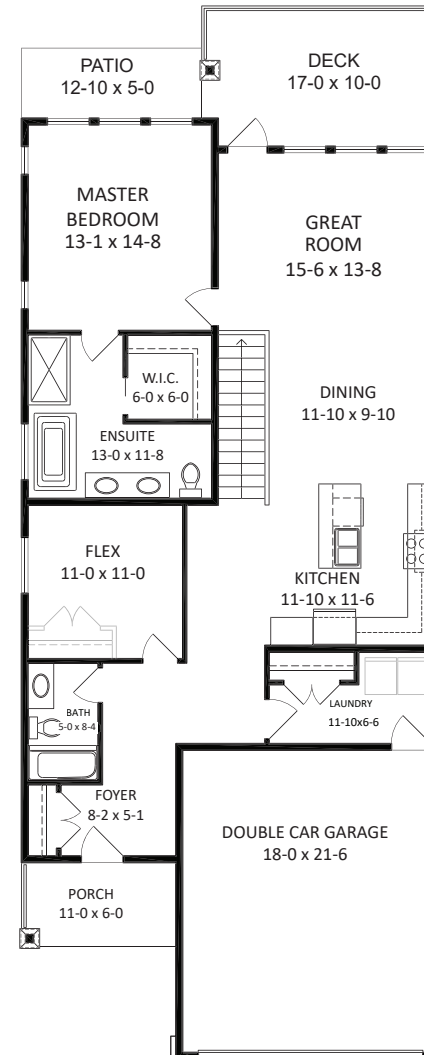 PATIO
12-10 x 5-0
DECK
17-0 x 10-0
MASTER
BEDROOM
13-1 x 14-8
GREAT
ROOM
15-6 x 13-8
W.I.C.
6-0 x 6-0
DINING
11-10 x 9-10
ENSUITE
13-0 x 11-8
FLEX
11-0 x 11-0
KITCHEN
11-10 x 11-6
BATH
5-0 x 8-4
LAUNDRY
11-10x6-6
FOYER
8-2 x 5-1
DOUBLE CAR GARAGE
18-0 x 21-6
PORCH
11-0 x 6-0